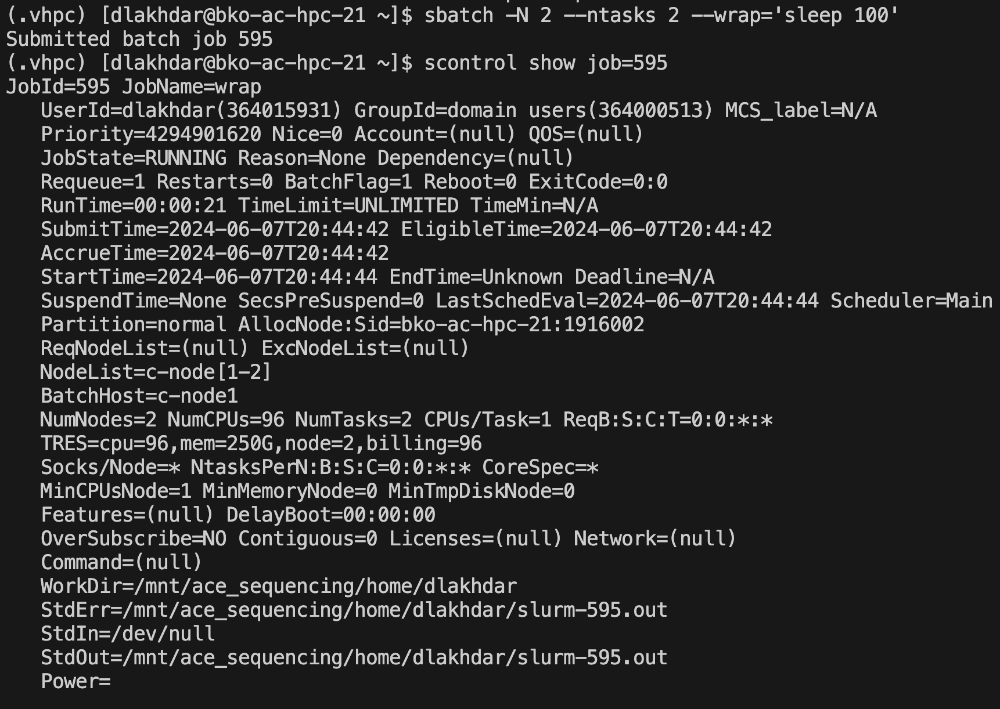 (.vhpc) [dlakhdar@bko-ac-hpc-21 ~]$ sbatch -N 2 --ntasks 2 --wrap='sleep 100'
Submitted batch job 595
(.vhpc) [dlakhdar@bko-ac-hpc-21 ~]$ scontrol show job=595
JobId=595 JobName=wrap
   UserId=dlakhdar(364015931) GroupId=domain users(364000513) MCS_label=N/A
   Priority=4294901620 Nice=0 Account=(null) QOS=(null)
   JobState=RUNNING Reason=None Dependency=(null)
   Requeue=1 Restarts=0 BatchFlag=1 Reboot=0 ExitCode=0:0
   RunTime=00:00:21 TimeLimit=UNLIMITED TimeMin=N/A
   SubmitTime=2024-06-07T20:44:42 EligibleTime=2024-06-07T20:44:42
   AccrueTime=2024-06-07T20:44:42
   StartTime=2024-06-07T20:44:44 EndTime=Unknown Deadline=N/A
   SuspendTime=None SecsPreSuspend=0 LastSchedEval=2024-06-07T20:44:44 Scheduler=Main
   Partition=normal AllocNode:Sid=bko-ac-hpc-21:1916002
   ReqNodeList=(null) ExcNodeList=(null)
   NodeList=c-node[1-2]
   BatchHost=c-node1
   NumNodes=2 NumCPUs=96 NumTasks=2 CPUs/Task=1 ReqB:S:C:T=0:0:*:*
   TRES=cpu=96,mem=250G,node=2,billing=96
   Socks/Node=* NtasksPerN:B:S:C=0:0:*:* CoreSpec=*
   MinCPUsNode=1 MinMemoryNode=0 MinTmpDiskNode=0
   Features=(null) DelayBoot=00:00:00
   OverSubscribe=NO Contiguous=0 Licenses=(null) Network=(null)
   Command=(null)
   WorkDir=/mnt/ace_sequencing/home/dlakhdar
   StdErr=/mnt/ace_sequencing/home/dlakhdar/slurm-595.out
   StdIn=/dev/null
   StdOut=/mnt/ace_sequencing/home/dlakhdar/slurm-595.out
   Power=